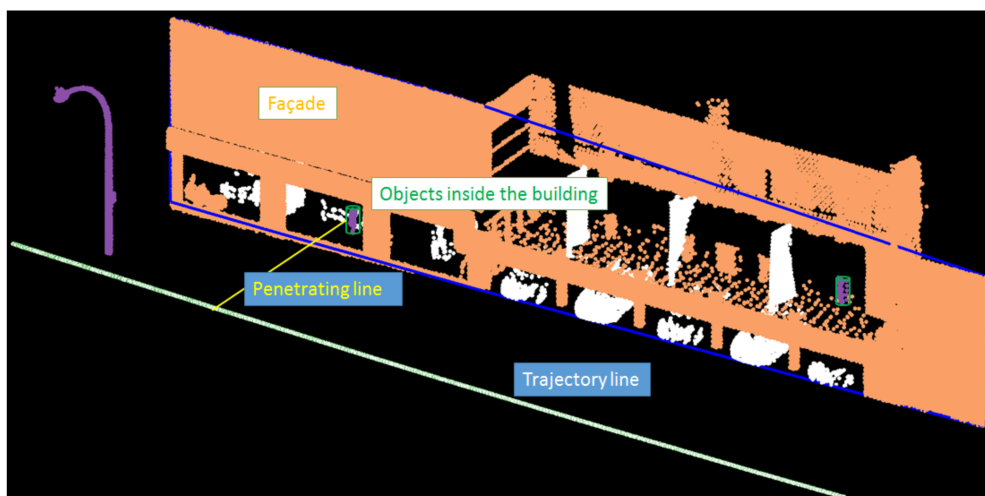 Façade
Objects inside the building
Penetrating line
Trajectory line